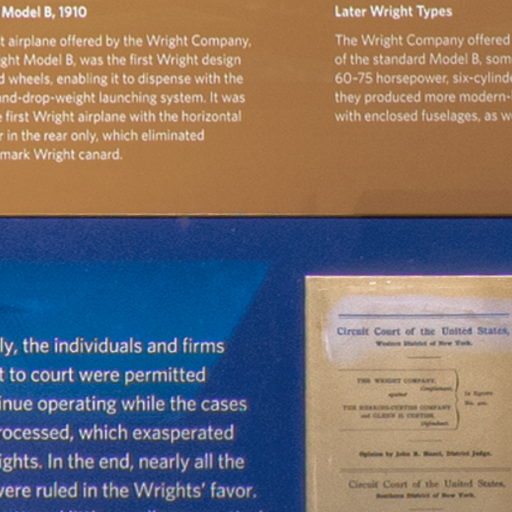 Model B, 1910
t airplane offered by the Wright Company,
ght Model B, was the first Wright design
d wheels, enabling it to dispense with the
and-drop-weight launching system. It was
e first Wright airplane with the horizontal
r in the rear only, which eliminated
mark Wright canard.
Later Wright Types
The Wright Company offered
of the standard Model B, som
60-75 horsepower, six-cylinde
they produced more modern-
with enclosed fuselages, as w
ly, the individuals and firms
t to court were permitted
inue operating while the cases
rocessed, which exasperated
ights. In the end, nearly all the
were ruled in the Wrights' favor.
Circuit Court of the United States,
Western District of New York.
THE WRIGHT COMPANY,
Complainant,
against
THE HERRING-CURTISS COMPANY
and GLENN H. CURTISS,
Defendants.
In Equity
No.
Opinion by John R. Hazel, District Judge.
Circuit Court of the United States,
Southern District of New York.